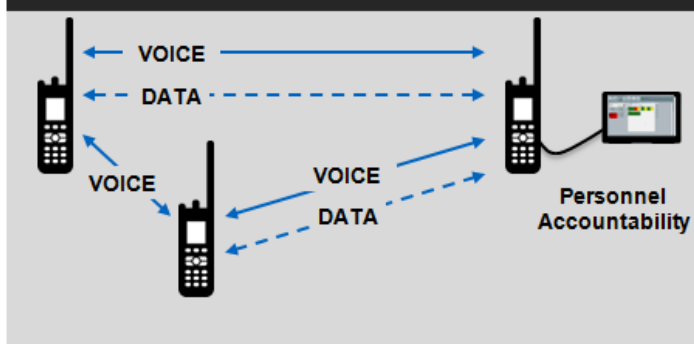 VOICE
DATA
VOICE
VOICE
DATA
Personnel
Accountability